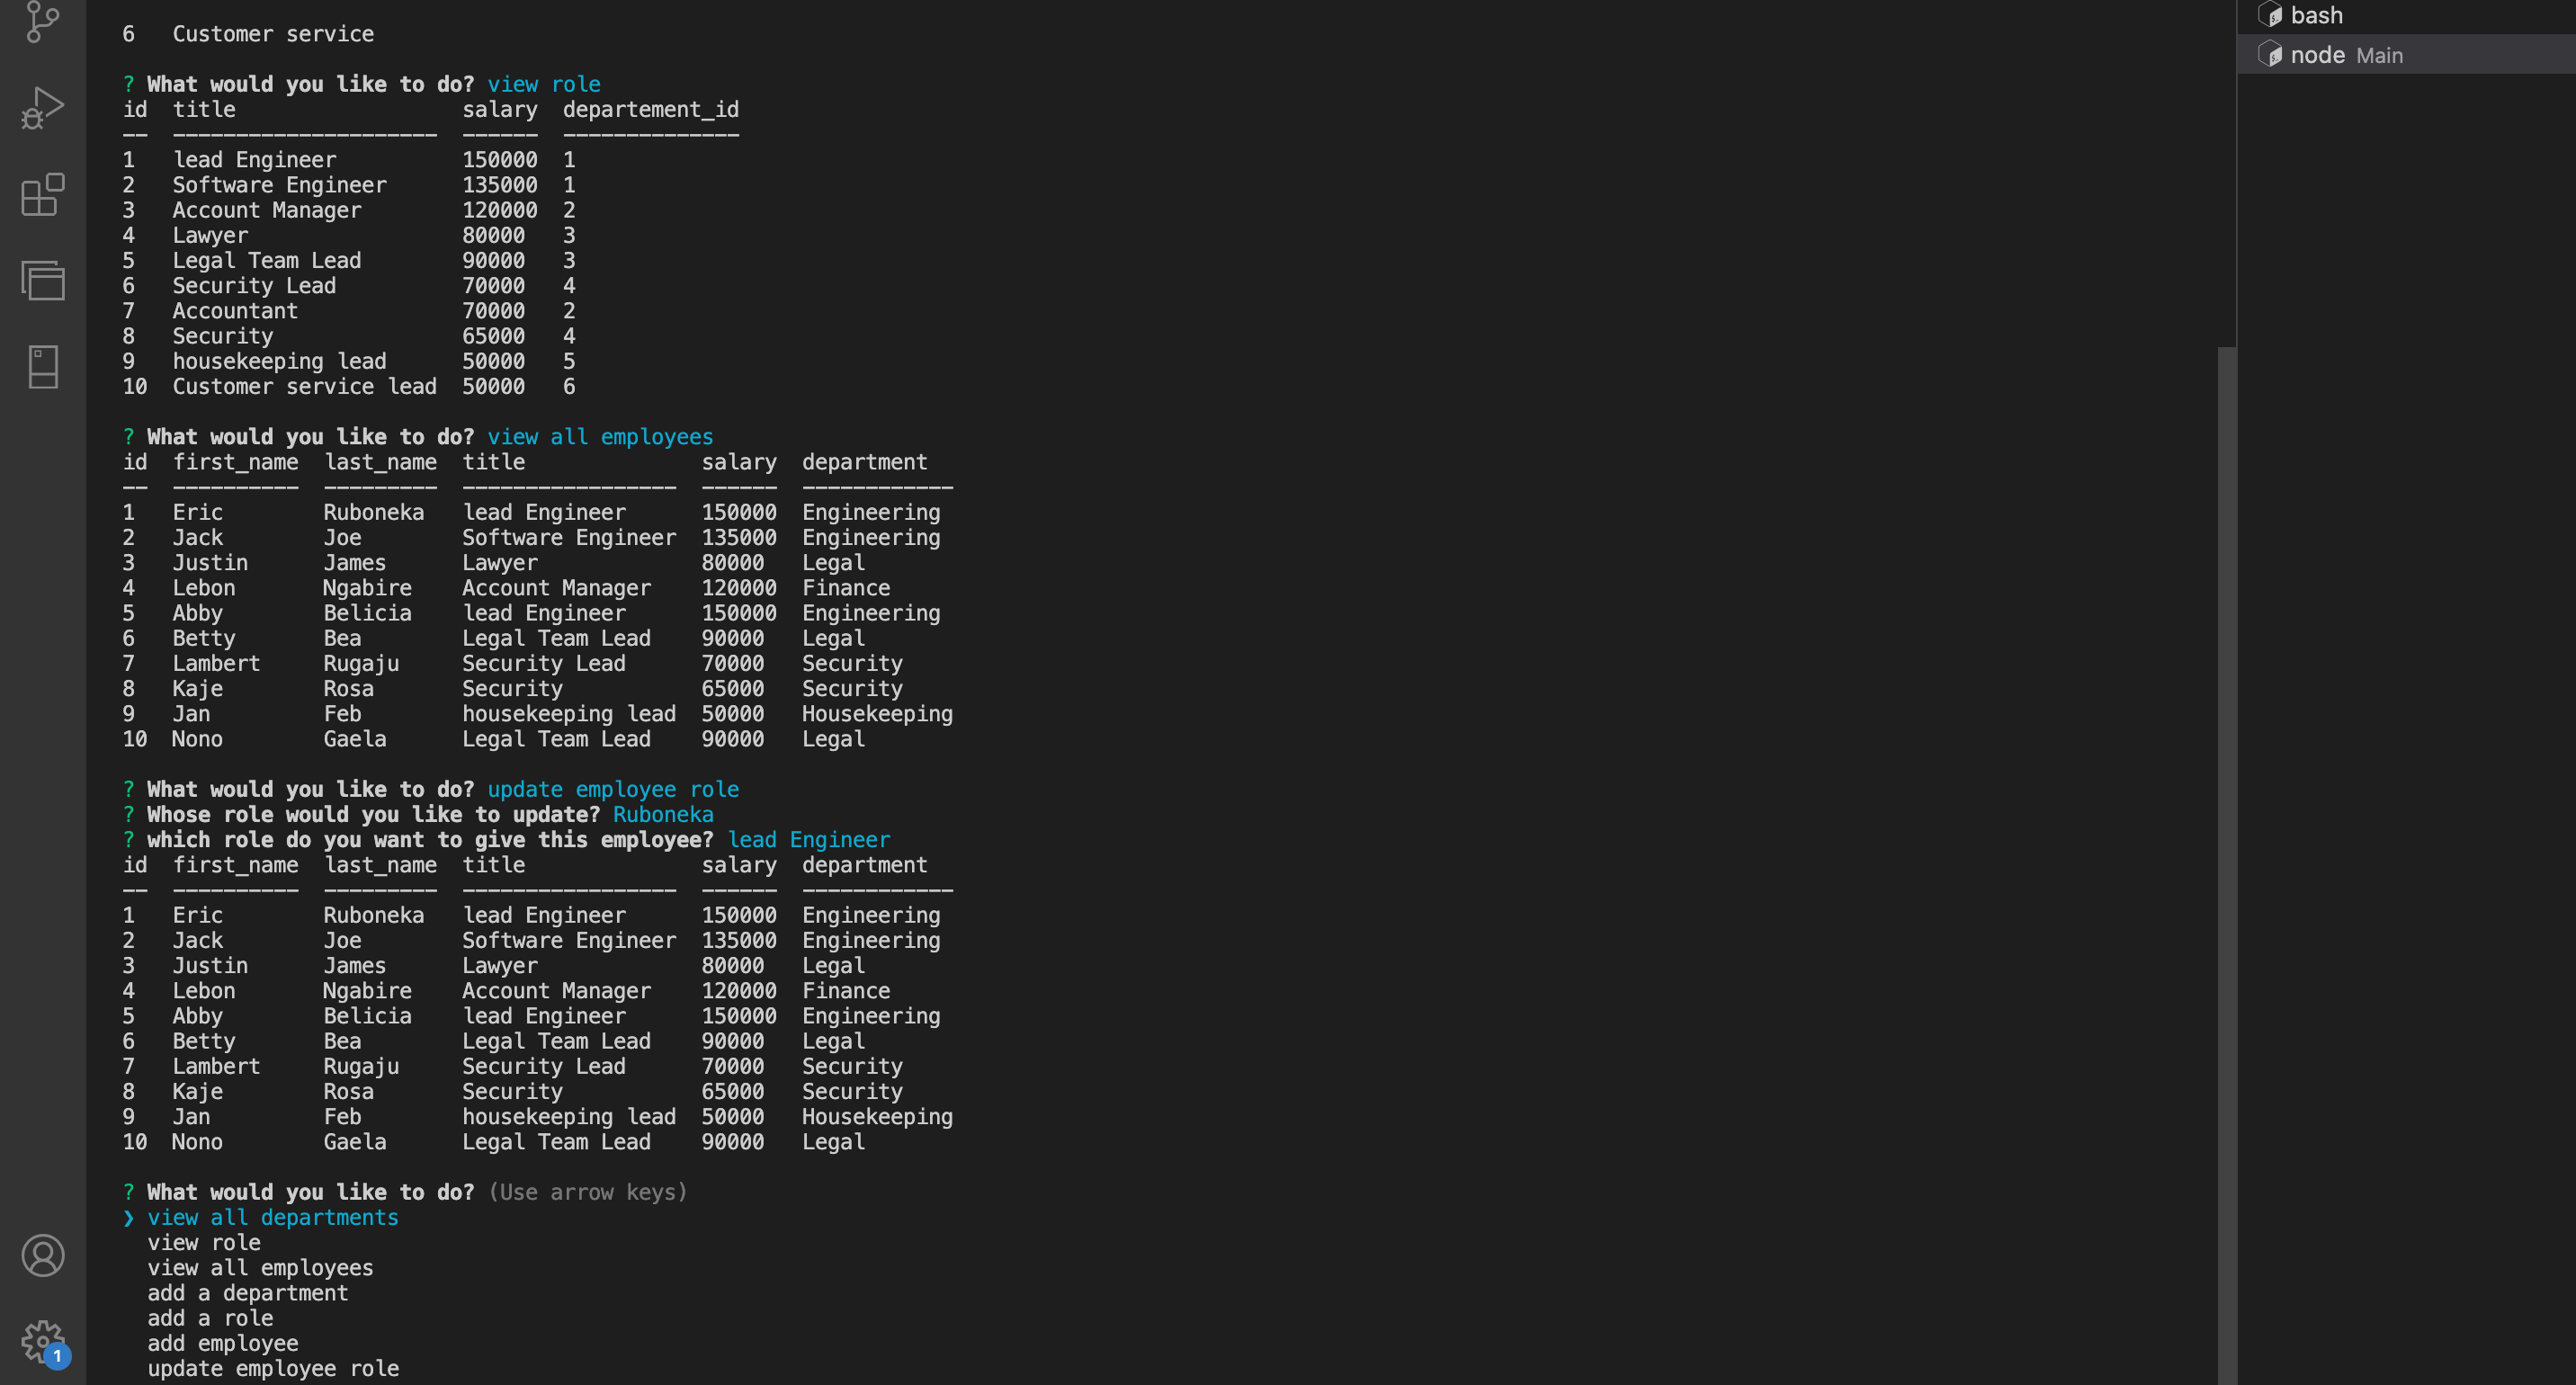 6   Customer service
? What would you like to do? view role
id  title                  salary  departement_id
--  ---------------------  ------  --------------
1   lead Engineer          150000  1
2   Software Engineer      135000  1
3   Account Manager        120000  2
4   Lawyer                 80000   3
5   Legal Team Lead        90000   3
6   Security Lead          70000   4
7   Accountant             70000   2
8   Security               65000   4
9   housekeeping lead      50000   5
10  Customer service lead  50000   6
? What would you like to do? view all employees
id  first_name  last_name  title              salary  department
--  ----------  ---------  -----------------  ------  ------------
1   Eric        Ruboneka   lead Engineer      150000  Engineering
2   Jack        Joe        Software Engineer  135000  Engineering
3   Justin      James      Lawyer             80000   Legal
4   Lebon       Ngabire    Account Manager    120000  Finance
5   Abby        Belicia    lead Engineer      150000  Engineering
6   Betty       Bea        Legal Team Lead    90000   Legal
7   Lambert     Rugaju     Security Lead      70000   Security
8   Kaje        Rosa       Security           65000   Security
9   Jan         Feb        housekeeping lead  50000   Housekeeping
10  Nono        Gaela      Legal Team Lead    90000   Legal
? What would you like to do? update employee role
? Whose role would you like to update? Ruboneka
? which role do you want to give this employee? lead Engineer
id  first_name  last_name  title              salary  department
--  ----------  ---------  -----------------  ------  ------------
1   Eric        Ruboneka   lead Engineer      150000  Engineering
2   Jack        Joe        Software Engineer  135000  Engineering
3   Justin      James      Lawyer             80000   Legal
4   Lebon       Ngabire    Account Manager    120000  Finance
5   Abby        Belicia    lead Engineer      150000  Engineering
6   Betty       Bea        Legal Team Lead    90000   Legal
7   Lambert     Rugaju     Security Lead      70000   Security
8   Kaje        Rosa       Security           65000   Security
9   Jan         Feb        housekeeping lead  50000   Housekeeping
10  Nono        Gaela      Legal Team Lead    90000   Legal
? What would you like to do? (Use arrow keys)
❯ view all departments
  view role
  view all employees
  add a department
  add a role
  add employee
  update employee role
bash
node Main
1